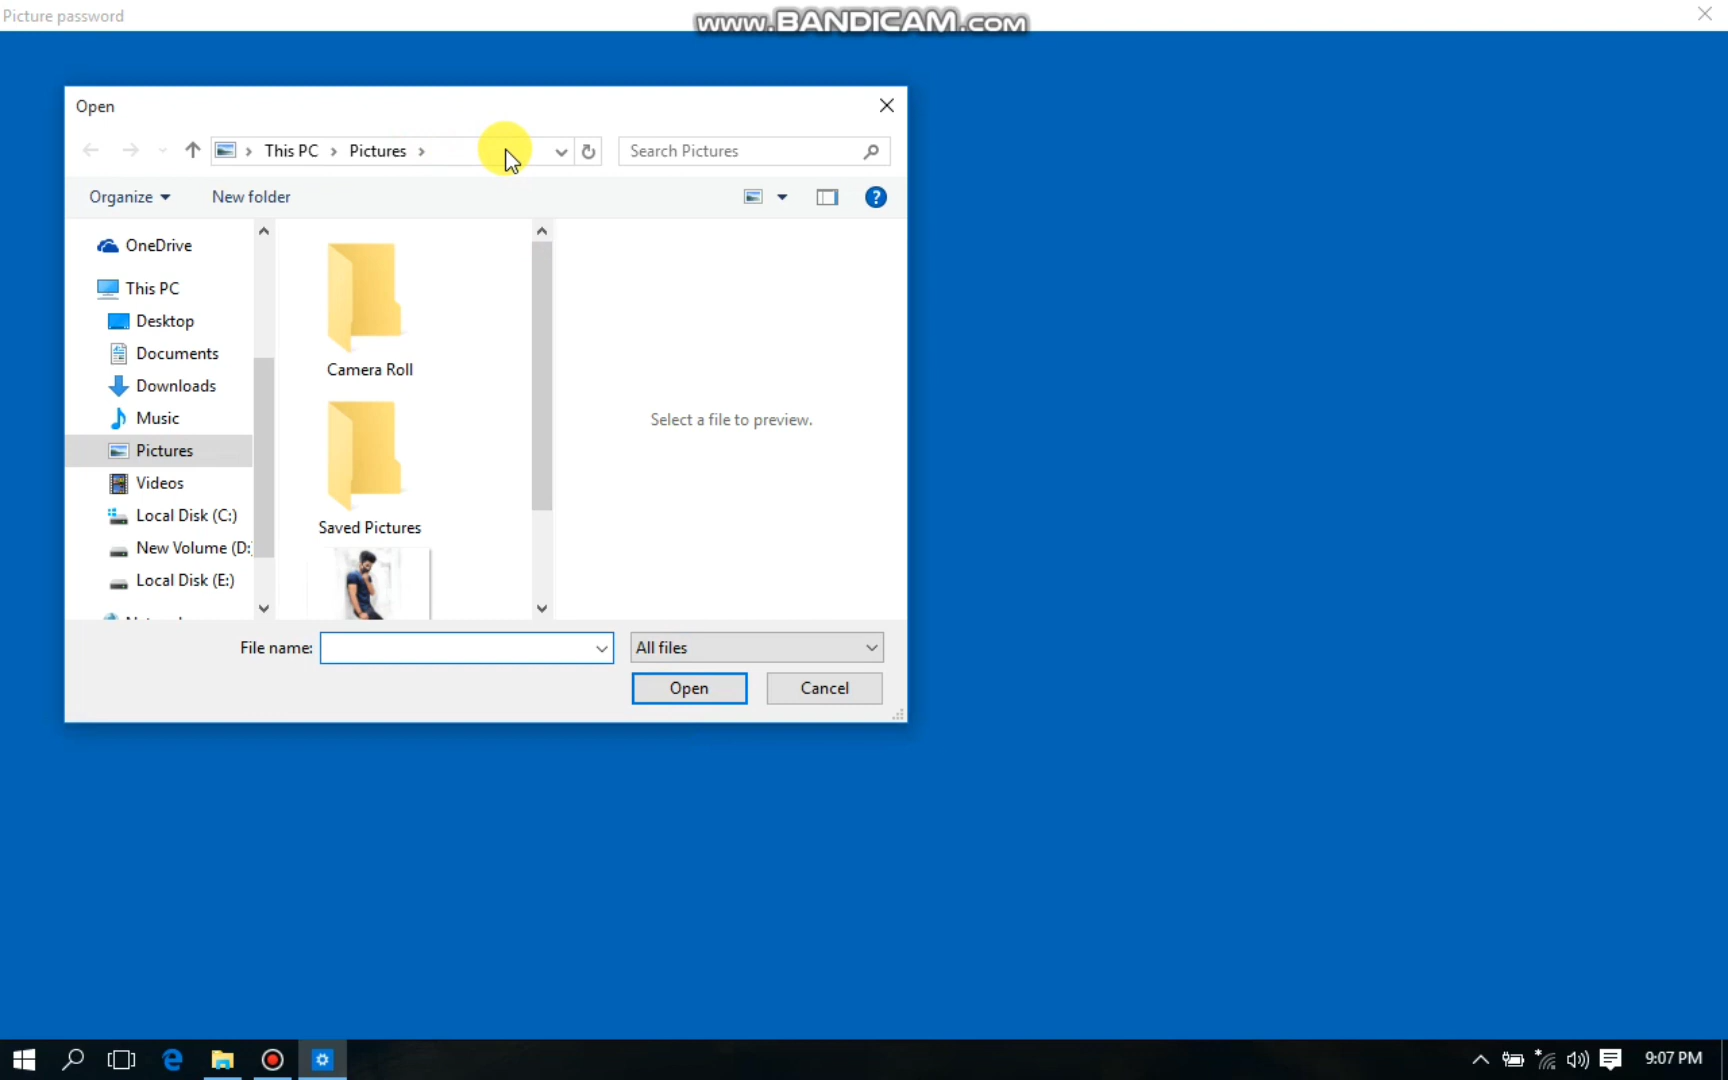 Picture password
www.BANDICAM.com
Open
This PC
Pictures
Search Pictures
Organize
New folder
OneDrive
This PC
Desktop
Documents
Downloads
Music
Pictures
Videos
Local Disk (C:)
New Volume (D:
Local Disk (E:)
Camera Roll
Saved Pictures
Select a file to preview.
File name:
All files
Open
Cancel
9:07 PM